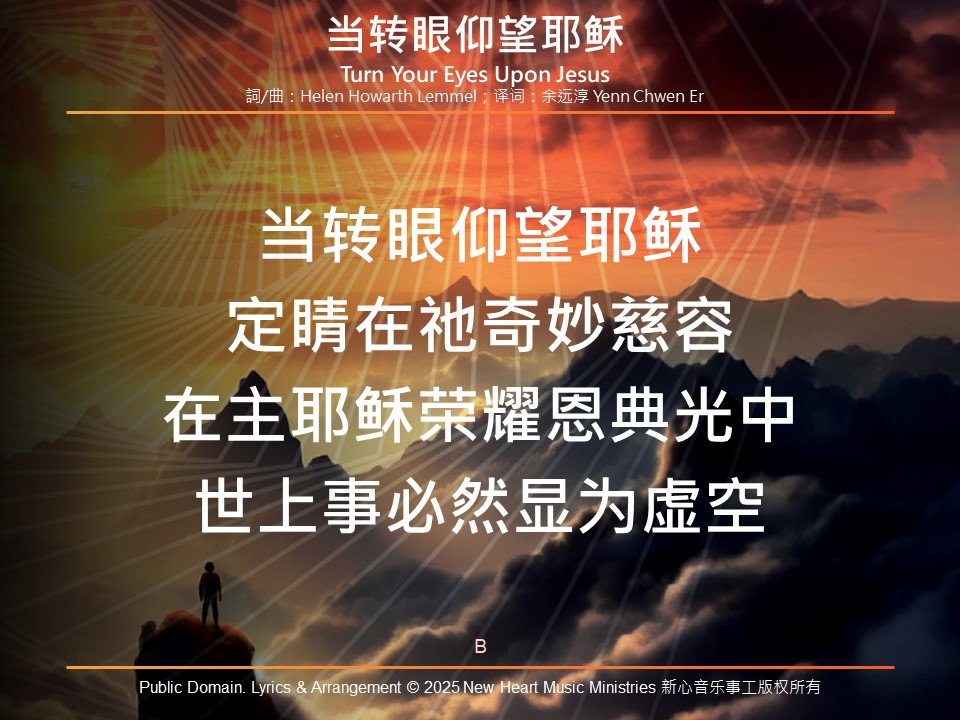 当转眼仰望耶稣
Turn Your Eyes Upon Jesus
詞/曲：Helen Howarth Lemmel；译词：余远淳 Yenn Chwen Er
当转眼仰望耶稣
定睛在祂奇妙慈容
在主耶稣荣耀恩典光中
世上事必然显为虚空
B
Public Domain. Lyrics & Arrangement © 2025 New Heart Music Ministries 新心音乐事工版权所有